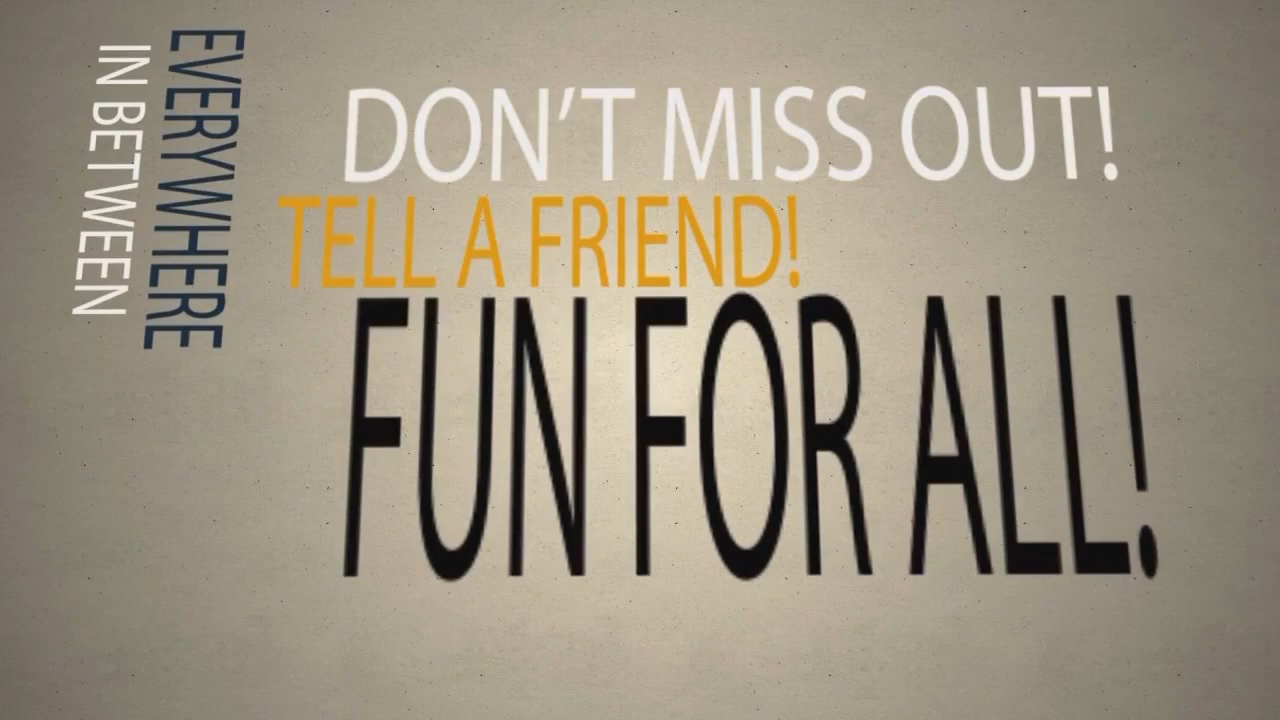 EVERYWHERE
IN BETWEEN
DON'T MISS OUT!
TELL A FRIEND!
FUN FOR ALL!